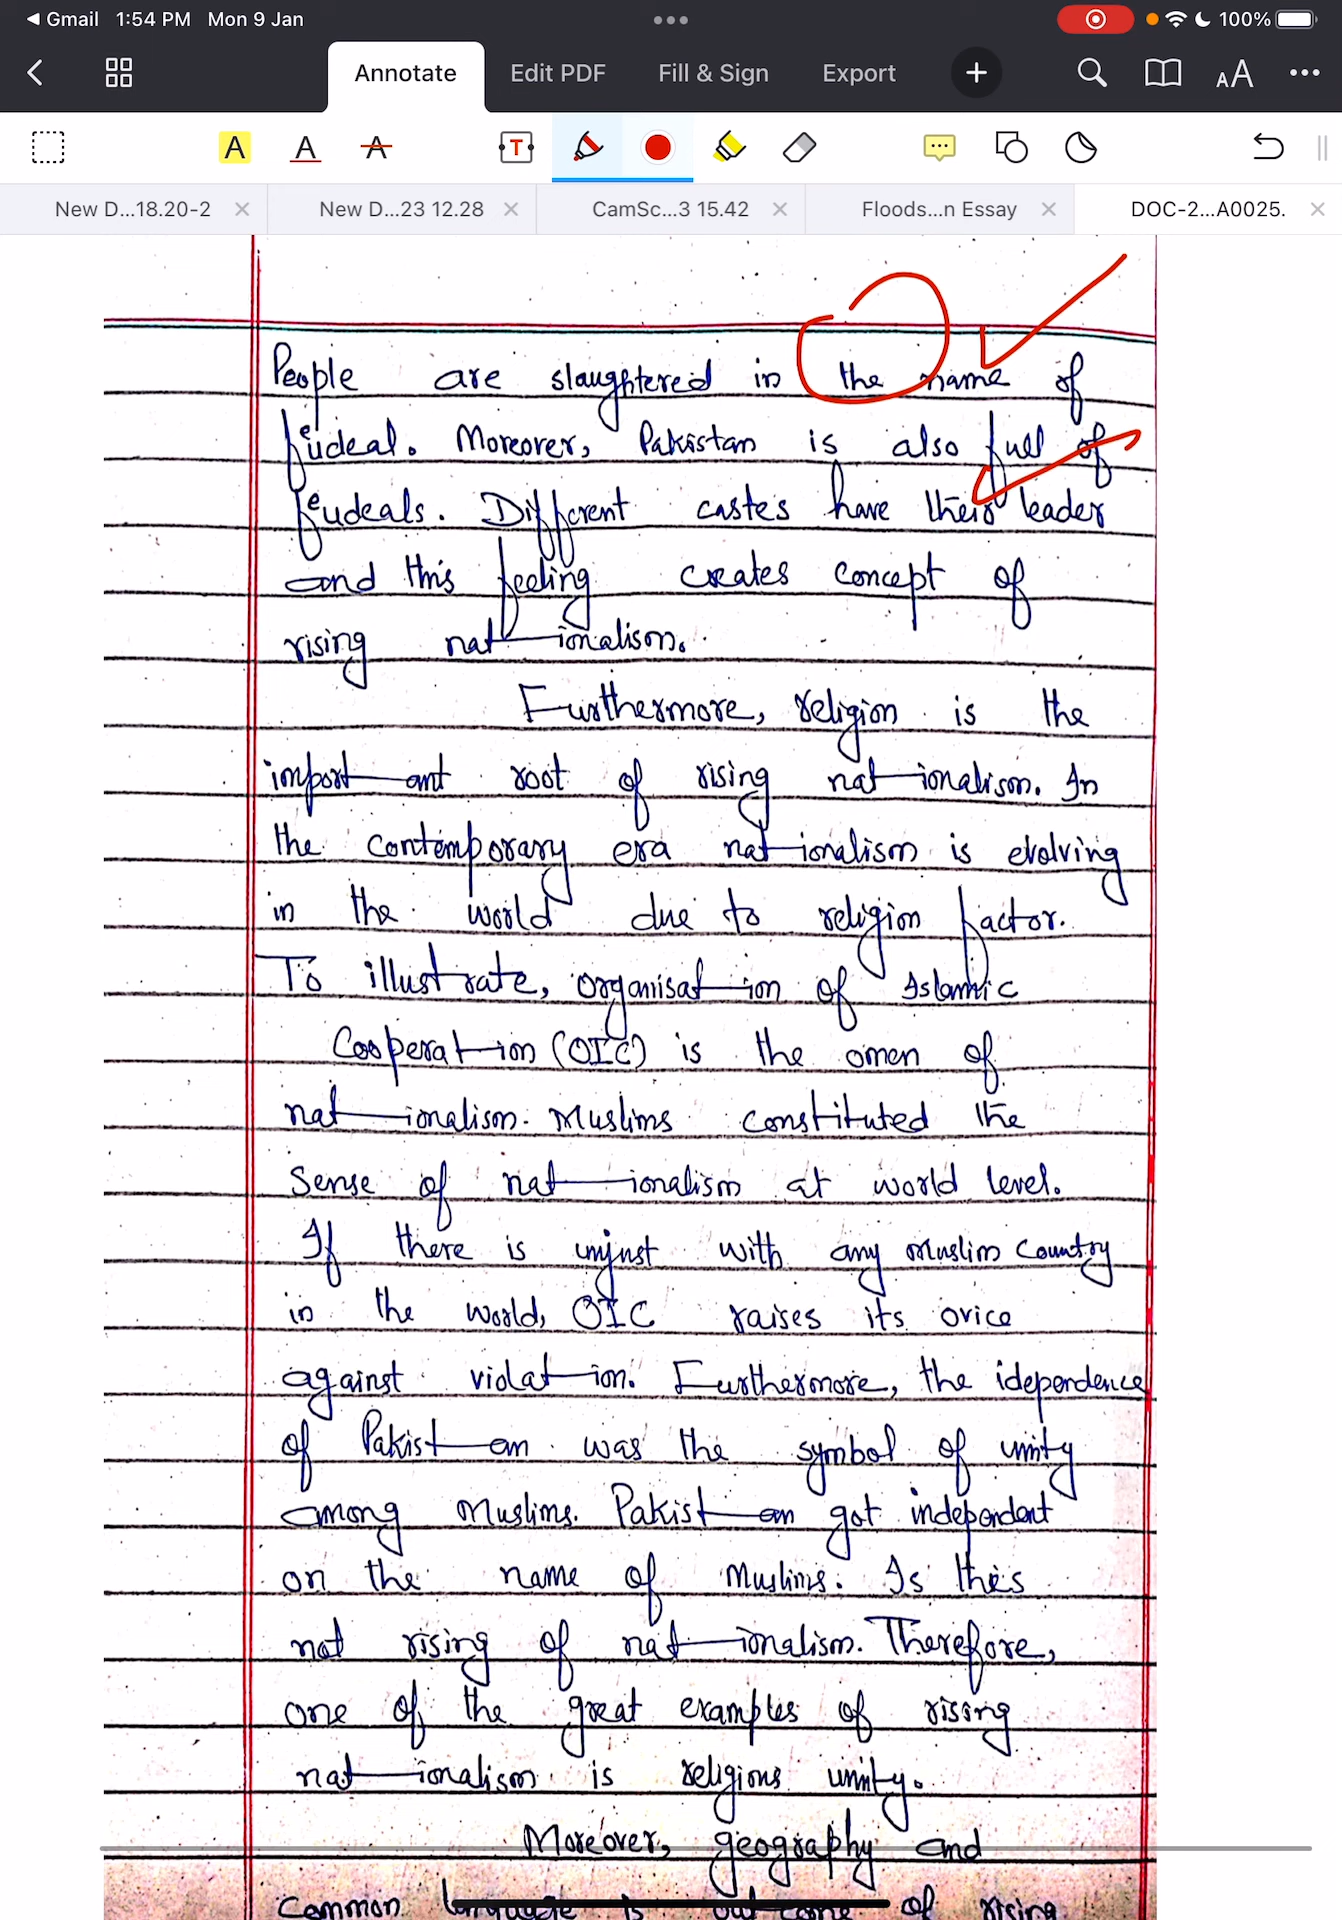 Gmail 1:54 PM Mon 9 Jan 100%
Annotate Edit PDF Fill & Sign Export
New D...18.20-2 New D...23 12.28 CamSc...3 15.42 Floods...n Essay DOC-2...A0025.
People are slaughtered in the name of
feudeal. Moreover, Pakistan is also full of
feudeals. Different castes have their leader
and this feeling creates concept of
rising nationalism.
Furthermore, religion is the
important root of rising nationalism. In
the contemporary era nationalism is evolving
in the world due to religion factor.
To illustrate, organisation of Islamic
Cooperation (OIC) is the omen of
nationalism. Muslims constituted the
sense of nationalism at world level.
If there is unjust with any muslim country
in the world, OIC raises its ovice
against violation. Furthermore, the idependence
of Pakistan was the symbol of unity
among Muslims. Pakistan got independent
on the name of Muslims. Is this
not rising of nationalism. Therefore,
one of the great examples of rising
nationalism is religious unity.
Moreover, geography and
Common language is out come of rising